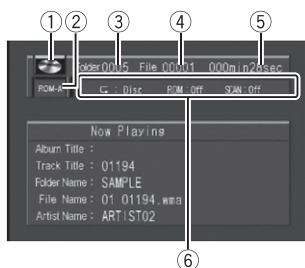 ① ② ③ ④ ⑤
Folder 0005 File 00001 000min28sec
ROM-A : Disc ROM : Off SCAN : Off
Now Playing
Album Title :
Track Title : 01194
Folder Name : SAMPLE
File Name : 01 01194.wma
Artist Name : ARTIST02
⑥